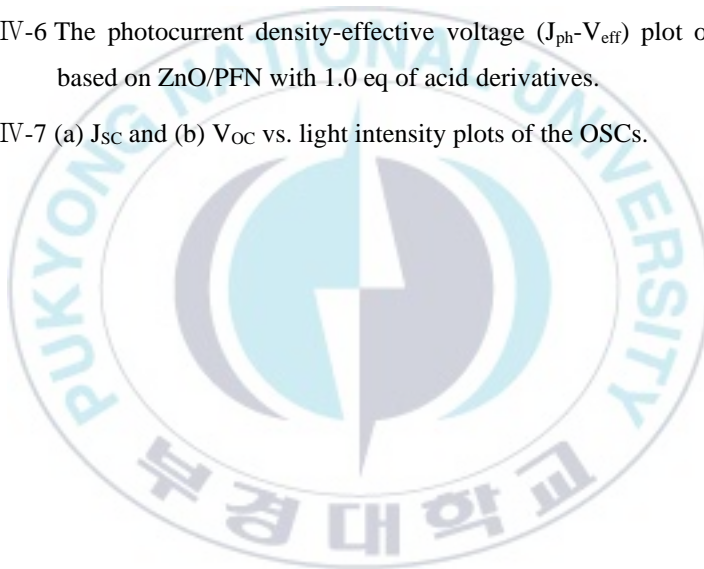 Ⅳ-6 The photocurrent density-effective voltage (Jph-Veff) plot o
based on ZnO/PFN with 1.0 eq of acid derivatives.
Ⅳ-7 (a) JSC and (b) VOC vs. light intensity plots of the OSCs.
PUKYONG NATIONAL UNIVERSITY
부경대학교